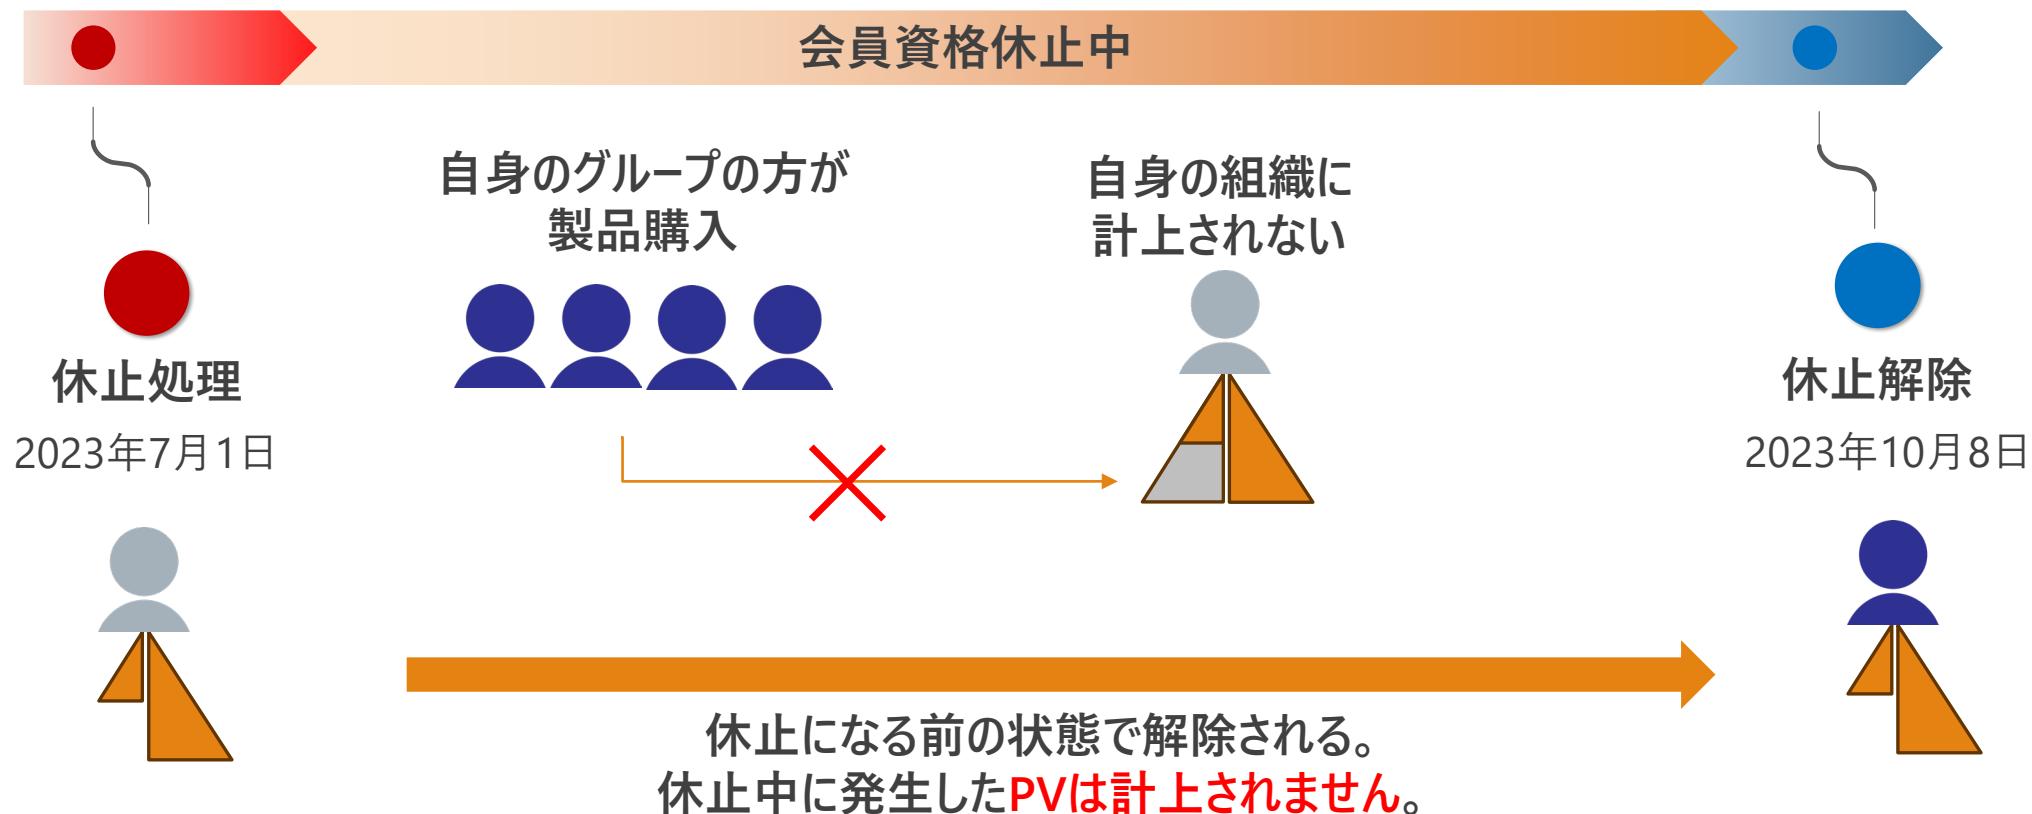 会員資格休止中
自身のグループの方が
製品購入
自身の組織に
計上されない
休止処理
2023年7月1日
休止解除
2023年10月8日
休止になる前の状態で解除される。
休止中に発生したPVは計上されません。